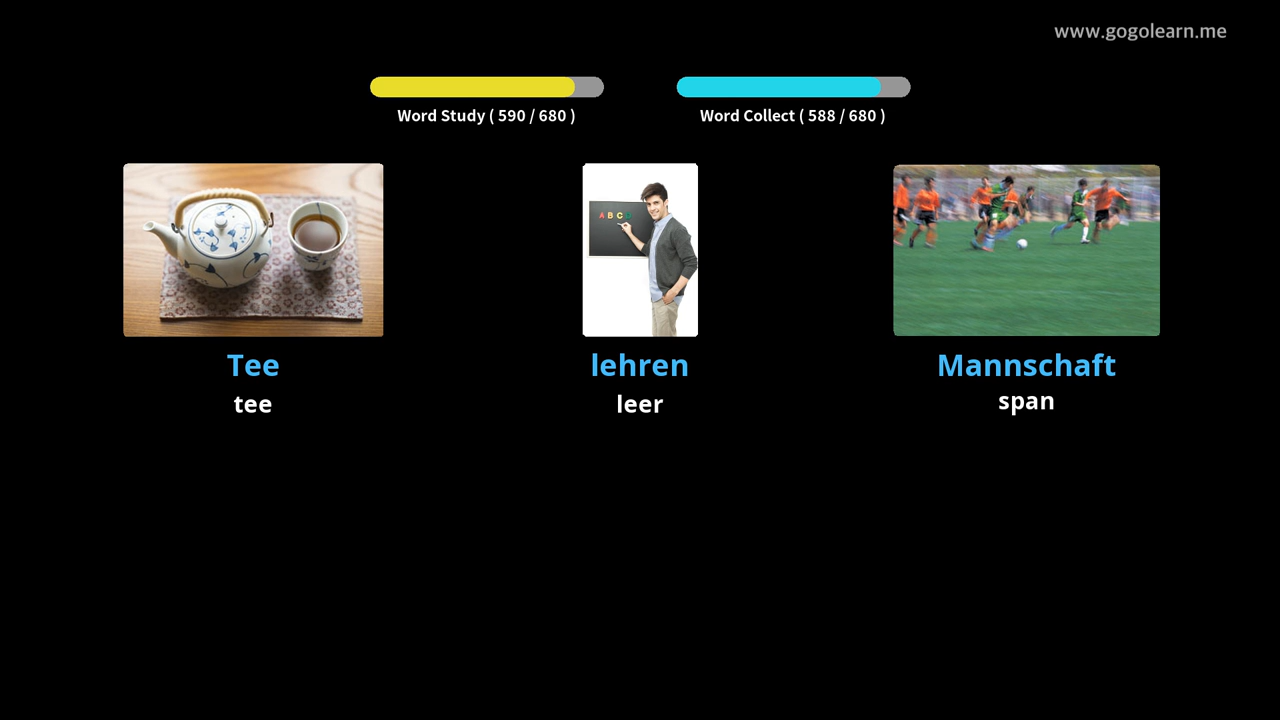 www.gogolearn.me
Word Study ( 590 / 680 )
Word Collect ( 588 / 680 )
A B C D
Tee
lehren
Mannschaft
tee
leer
span